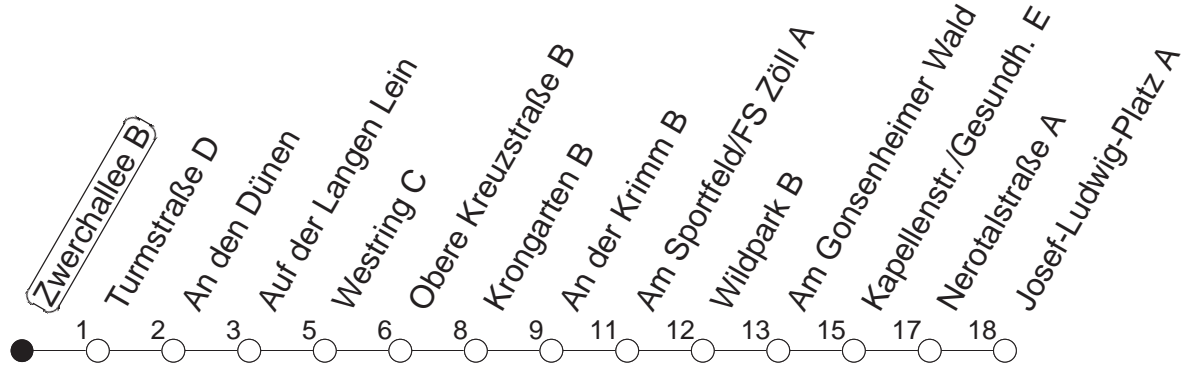 Zwerchallee B
Turmstraße D
An den Dünen
Auf der Langen Lein
Westring C
Obere Kreuzstraße B
Krongarten B
An der Krimm B
Am Sportfeld/FS Zöll A
Wildpark B
Am Gonsenheimer Wald
Kapellenstr./Gesundh. E
Nerotalstraße A
Josef-Ludwig-Platz A
1 2 3 5 6 8 9 11 12 13 15 17 18